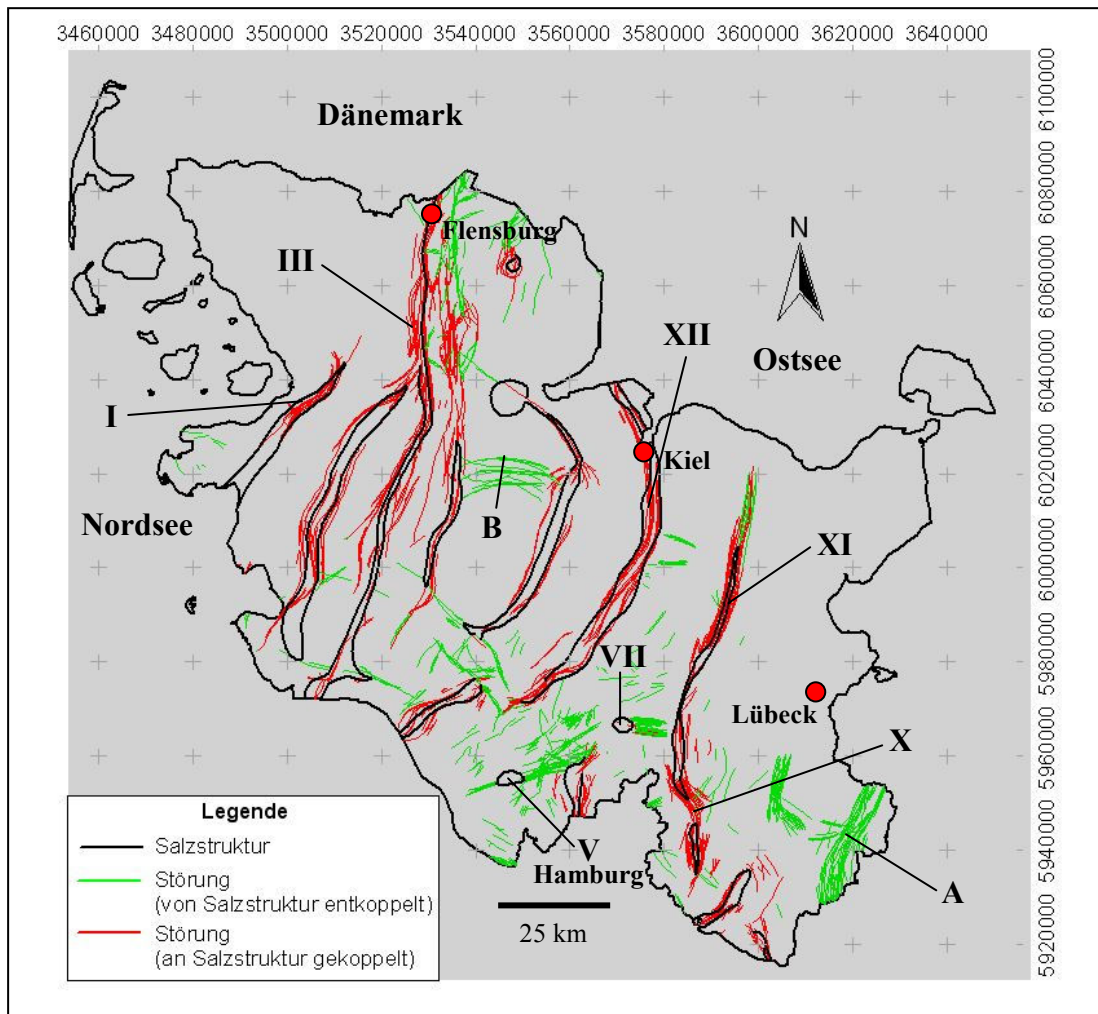 3460000 3480000 3500000 3520000 3540000 3560000 3580000 3600000 3620000 3640000
6100000
Dänemark
6080000
Flensburg
N
III
6060000
XII
Ostsee
6040000
I
Kiel
6020000
Nordsee
B
XI
6000000
VII
5980000
Lübeck
X
5960000
Legende
Salzstruktur
V
5940000
Störung
Hamburg
(von Salzstruktur entkoppelt)
A
Störung
25 km
5920000
(an Salzstruktur gekoppelt)